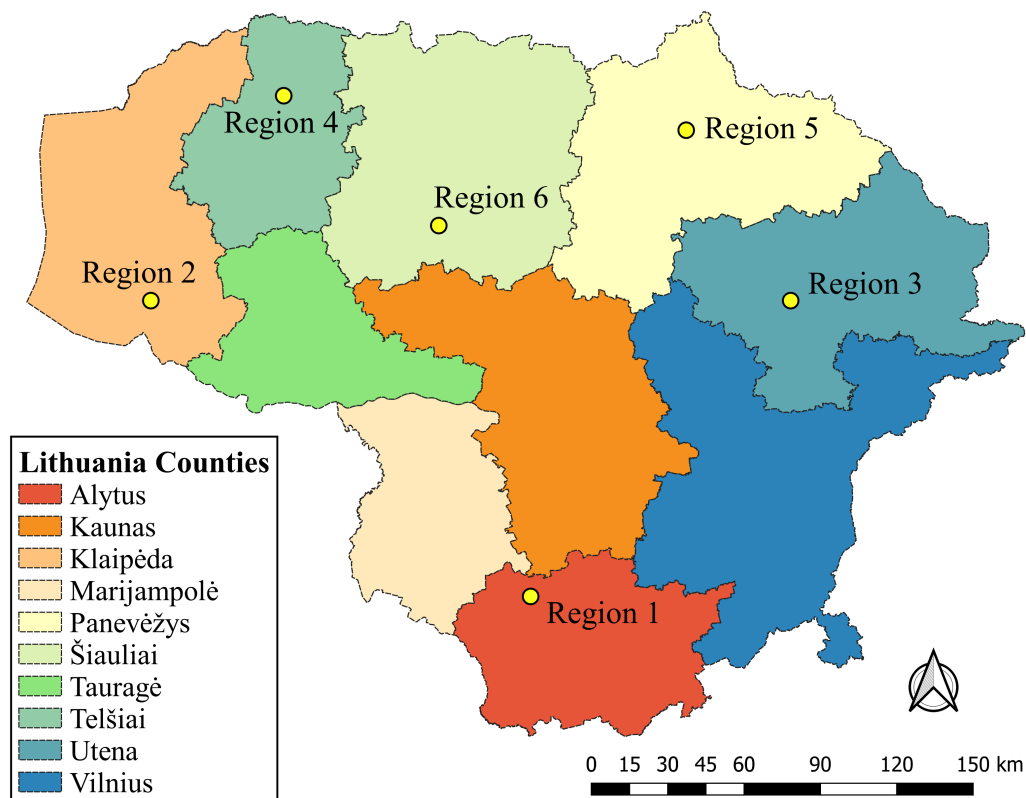 Region 4
Region 5
Region 6
Region 2
Region 3
Region 1
Lithuania Counties
Alytus
Kaunas
Klaipėda
Marijampolė
Panevėžys
Šiauliai
Tauragė
Telšiai
Utena
Vilnius
0 15 30 45 60 90 120 150 km